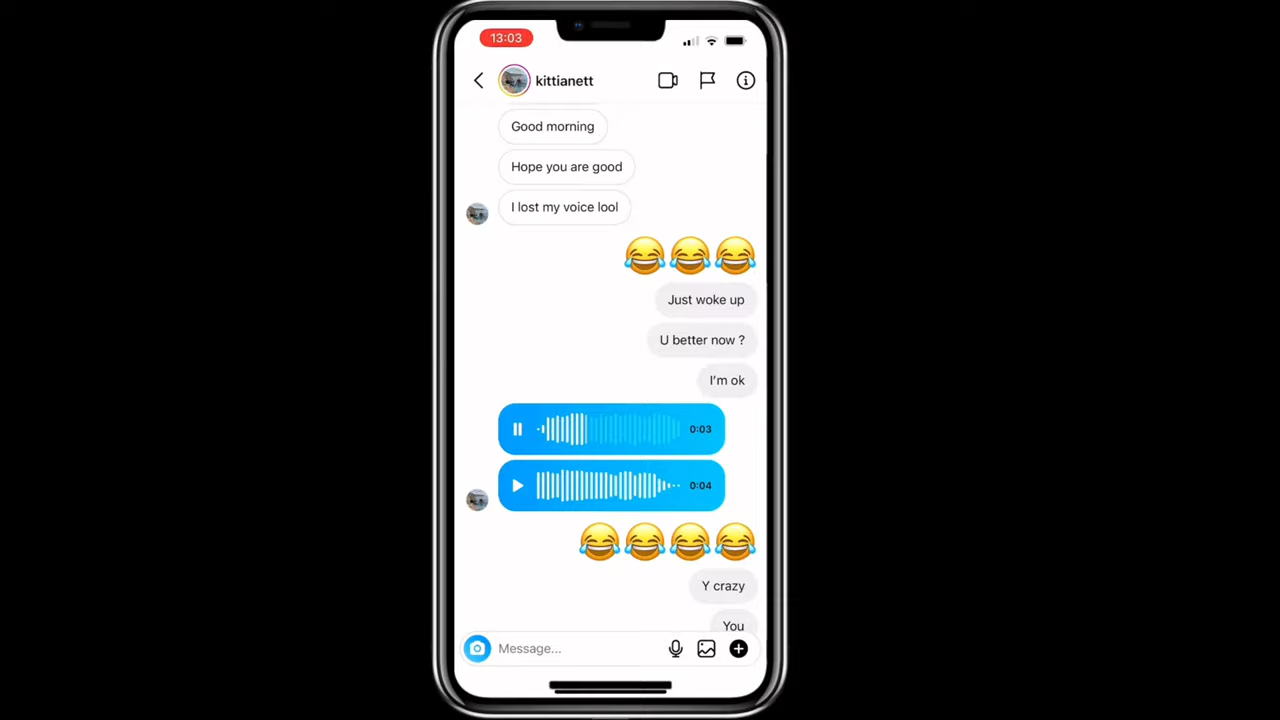 13:03
kittianett
Good morning
Hope you are good
I lost my voice lool
😂😂😂
Just woke up
U better now ?
I'm ok
0:03
0:04
😂😂😂😂
Y crazy
You
Message...